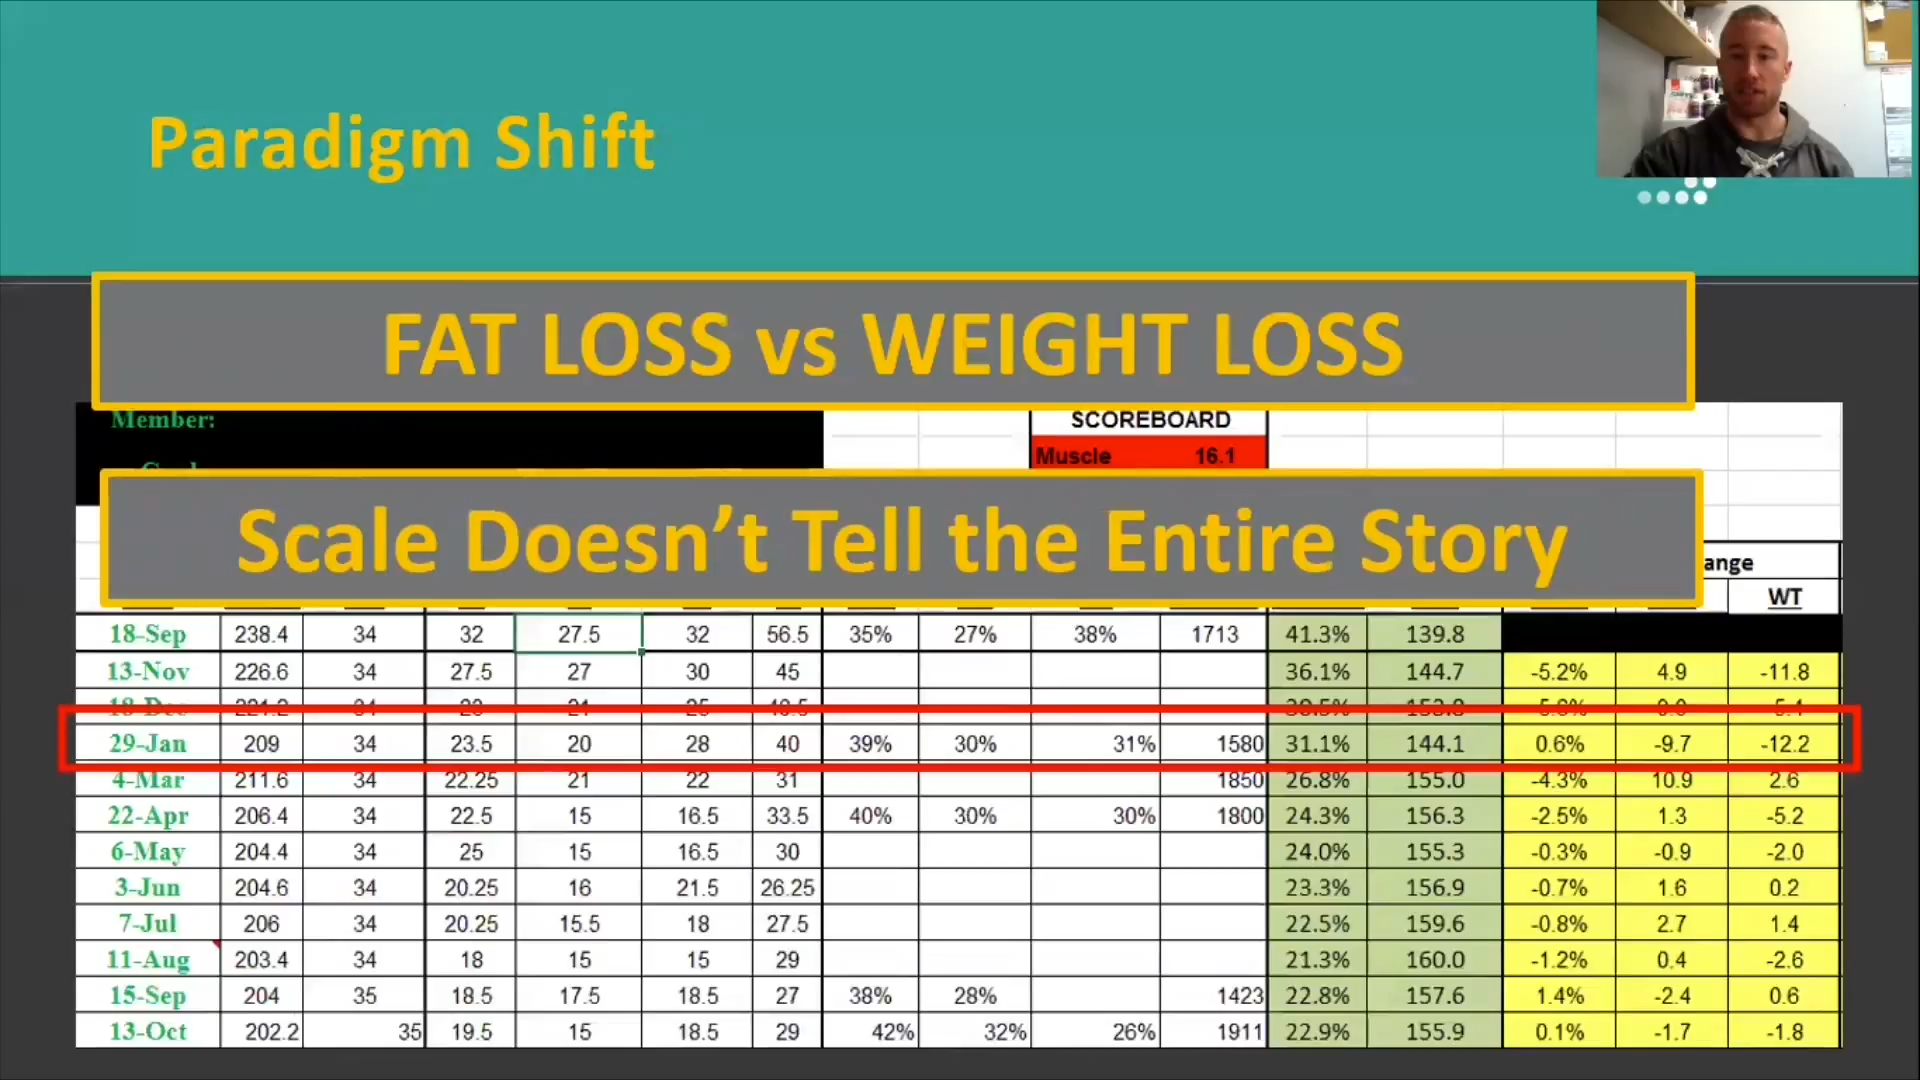 Paradigm Shift
FAT LOSS vs WEIGHT LOSS
Member:
SCOREBOARD
Muscle 16.1
Scale Doesn’t Tell the Entire Story
ange
WT
18-Sep 238.4 34 32 27.5 32 56.5 35% 27% 38% 1713 41.3% 139.8
13-Nov 226.6 34 27.5 27 30 45 36.1% 144.7 -5.2% 4.9 -11.8
18-Dec
29-Jan 209 34 23.5 20 28 40 39% 30% 31% 1580 31.1% 144.1 0.6% -9.7 -12.2
4-Mar 211.6 34 22.25 21 22 31 1850 26.8% 155.0 -4.3% 10.9 2.6
22-Apr 206.4 34 22.5 15 16.5 33.5 40% 30% 30% 1800 24.3% 156.3 -2.5% 1.3 -5.2
6-May 204.4 34 25 15 16.5 30 24.0% 155.3 -0.3% -0.9 -2.0
3-Jun 204.6 34 20.25 16 21.5 26.25 23.3% 156.9 -0.7% 1.6 0.2
7-Jul 206 34 20.25 15.5 18 27.5 22.5% 159.6 -0.8% 2.7 1.4
11-Aug 203.4 34 18 15 15 29 21.3% 160.0 -1.2% 0.4 -2.6
15-Sep 204 35 18.5 17.5 18.5 27 38% 28% 1423 22.8% 157.6 1.4% -2.4 0.6
13-Oct 202.2 35 19.5 15 18.5 29 42% 32% 26% 1911 22.9% 155.9 0.1% -1.7 -1.8